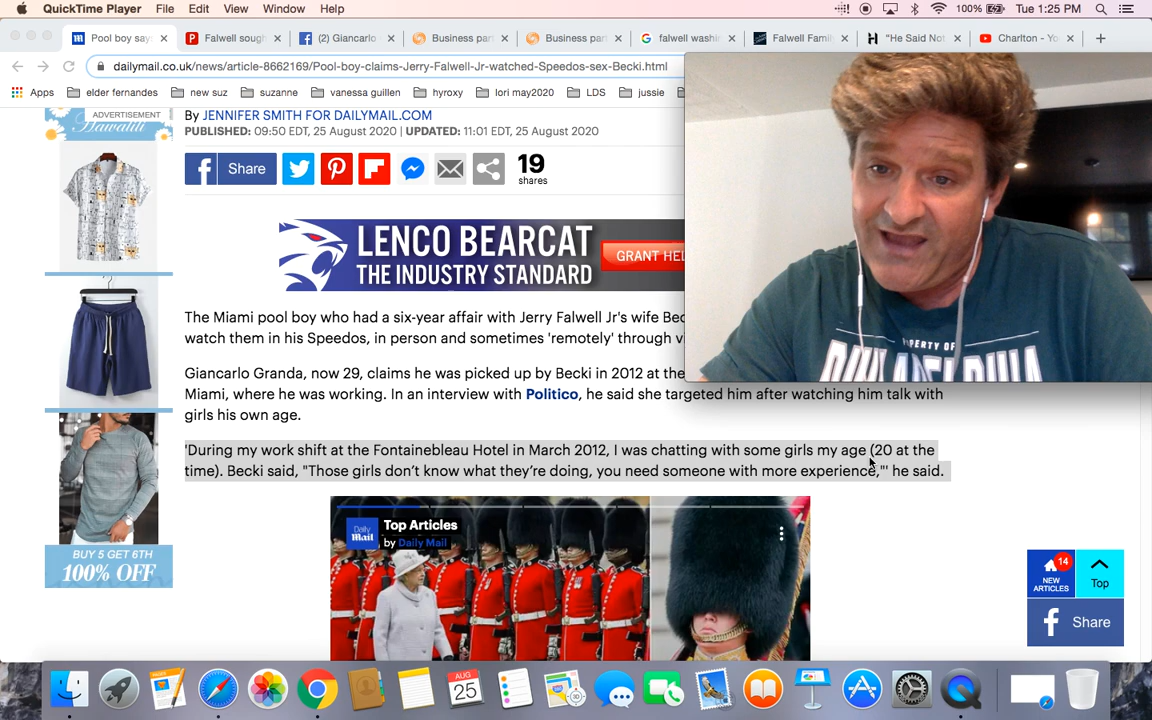 QuickTime Player File Edit View Window Help
100% Tue 1:25 PM
Pool boy say
Falwell sough
(2) Giancarlo
Business par
Business par
falwell washi
Falwell Fami
"He Said Not
Charlton - Yo
dailymail.co.uk/news/article-8662169/Pool-boy-claims-Jerry-Falwell-Jr-watched-Speedos-sex-Becki.html
Apps elder fernandes new suz suzanne vanessa guillen hyroxy lori may2020 LDS jussie
ADVERTISEMENT
Hawalili
By JENNIFER SMITH FOR DAILYMAIL.COM
PUBLISHED: 09:50 EDT, 25 August 2020 | UPDATED: 11:01 EDT, 25 August 2020
Share
19
shares
LENCO BEARCAT
THE INDUSTRY STANDARD
GRANT HEL
The Miami pool boy who had a six-year affair with Jerry Falwell Jr's wife Bec
watch them in his Speedos, in person and sometimes 'remotely' through v
Giancarlo Granda, now 29, claims he was picked up by Becki in 2012 at the
Miami, where he was working. In an interview with Politico, he said she targeted him after watching him talk with
girls his own age.
'During my work shift at the Fontainebleau Hotel in March 2012, I was chatting with some girls my age (20 at the
time). Becki said, "Those girls don't know what they're doing, you need someone with more experience,"' he said.
PROPERTY OF
PHILADELPHIA
Daily Mail
Top Articles
by Daily Mail
BUY 5 GET 6TH
100% OFF
14
NEW
ARTICLES
Top
Share
AUG
25